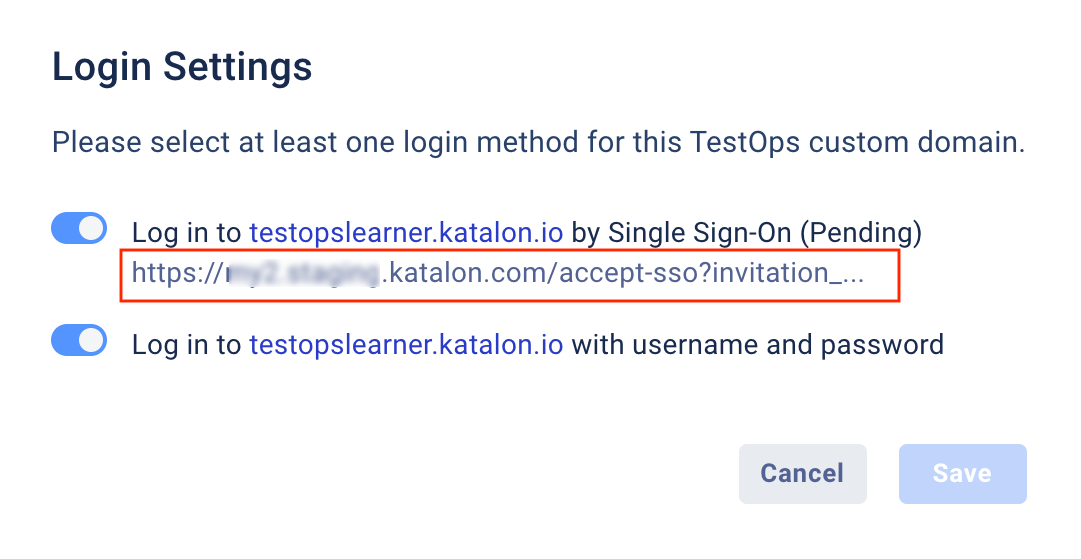 Login Settings
Please select at least one login method for this TestOps custom domain.
Log in to testopslearner.katalon.io by Single Sign-On (Pending)
https:// .katalon.com/accept-sso?invitation_...
Log in to testopslearner.katalon.io with username and password
Cancel
Save